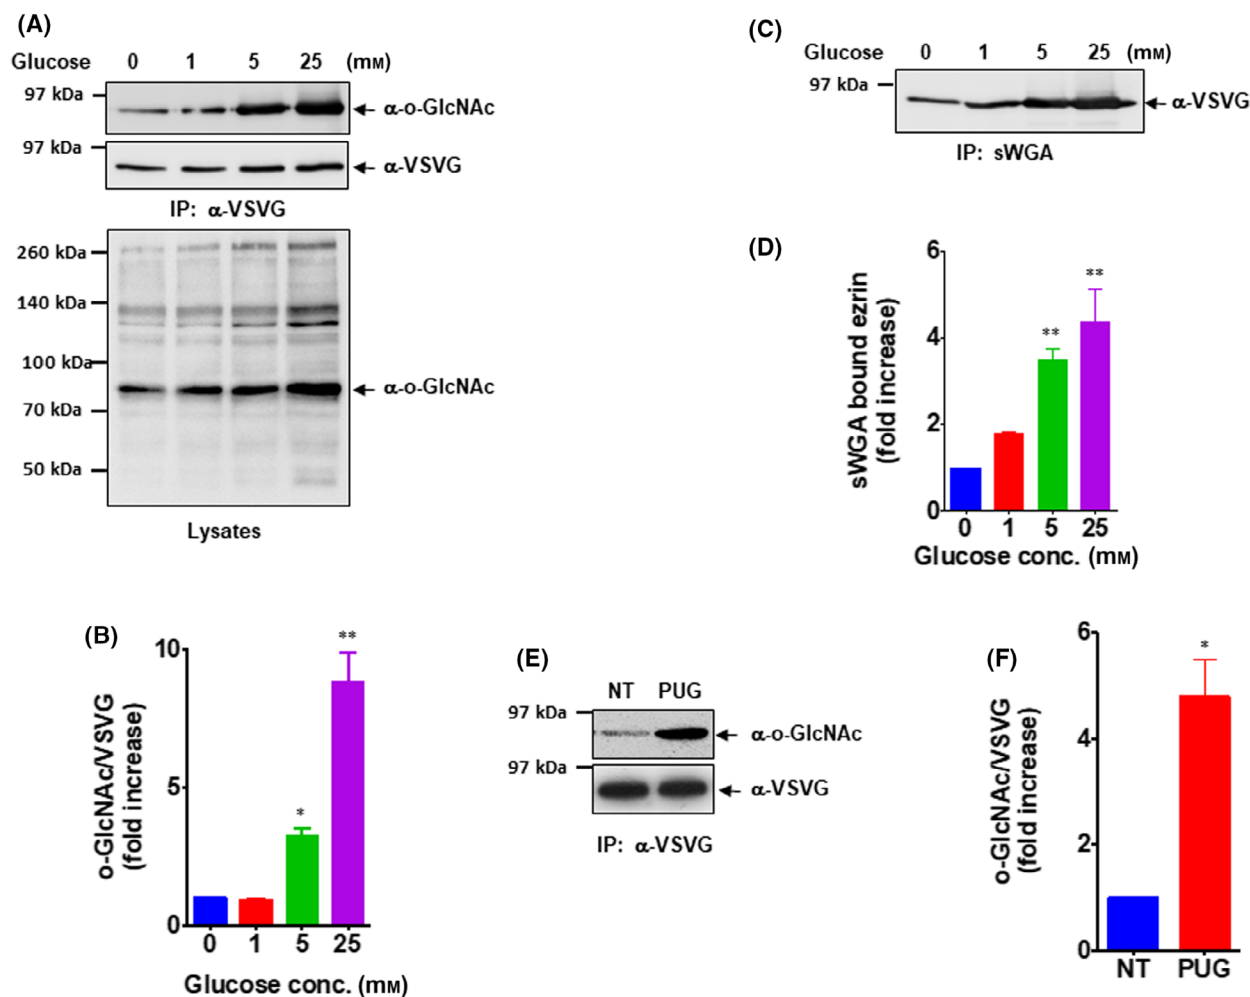 (A)
Glucose 0 1 5 25 (mM)
97 kDa
α-o-GlcNAc
97 kDa
α-VSVG
IP: α-VSVG
260 kDa
140 kDa
100 kDa
α-o-GlcNAc
70 kDa
50 kDa
Lysates
(B)
o-GlcNAc/VSVG
(fold increase)
10
5
0
*
**
0 1 5 25
Glucose conc. (mM)
(C)
Glucose 0 1 5 25 (mM)
97 kDa
α-VSVG
IP: sWGA
(D)
sWGA bound ezrin
(fold increase)
6
4
2
0
**
**
0 1 5 25
Glucose conc. (mM)
(E)
NT PUG
97 kDa
α-o-GlcNAc
97 kDa
α-VSVG
IP: α-VSVG
(F)
o-GlcNAc/VSVG
(fold increase)
6
4
2
0
*
NT PUG